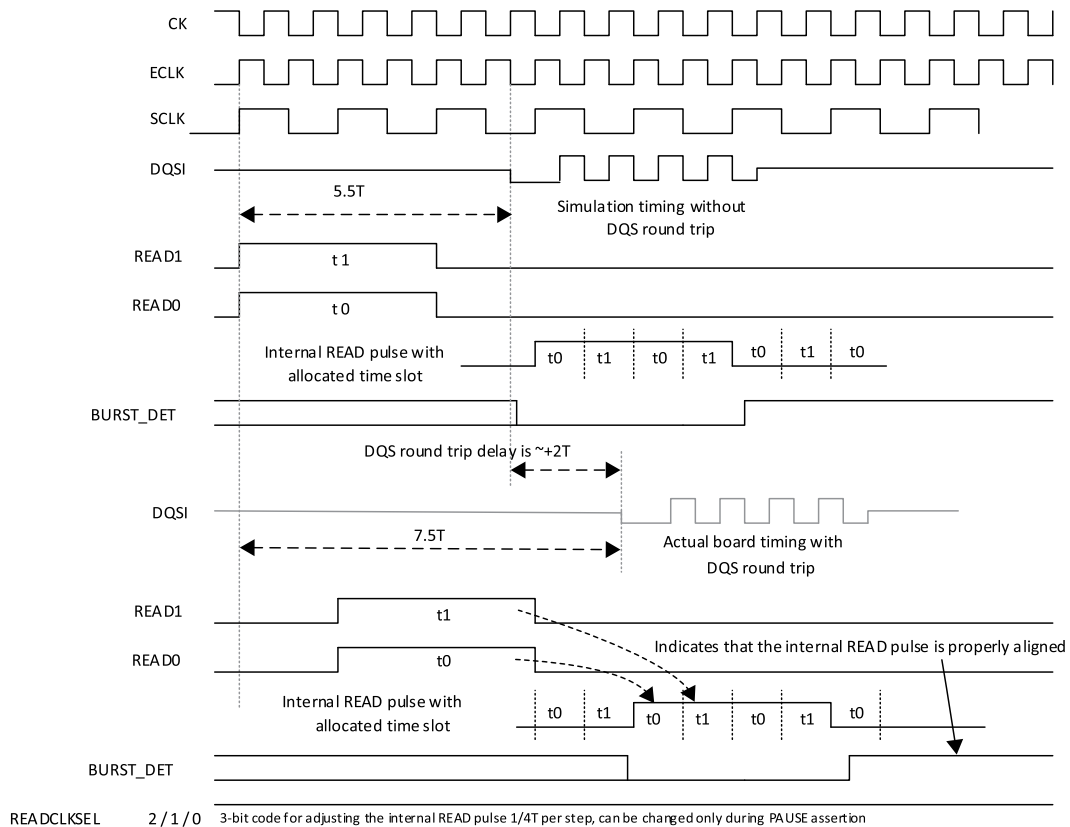 CK
ECLK
SCLK
DQSI
5.5T
Simulation timing without
DQS round trip
READ1
t1
READ0
t0
Internal READ pulse with
allocated time slot
t0 t1 t0 t1 t0 t1 t0
BURST_DET
DQS round trip delay is ~+2T
DQSI
7.5T
Actual board timing with
DQS round trip
READ1
t1
Indicates that the internal READ pulse is properly aligned
READ0
t0
Internal READ pulse with
allocated time slot
t0 t1 t0 t1 t0 t1 t0
BURST_DET
READCLKSEL 2/1/0 3-bit code for adjusting the internal READ pulse 1/4T per step, can be changed only during PAUSE assertion